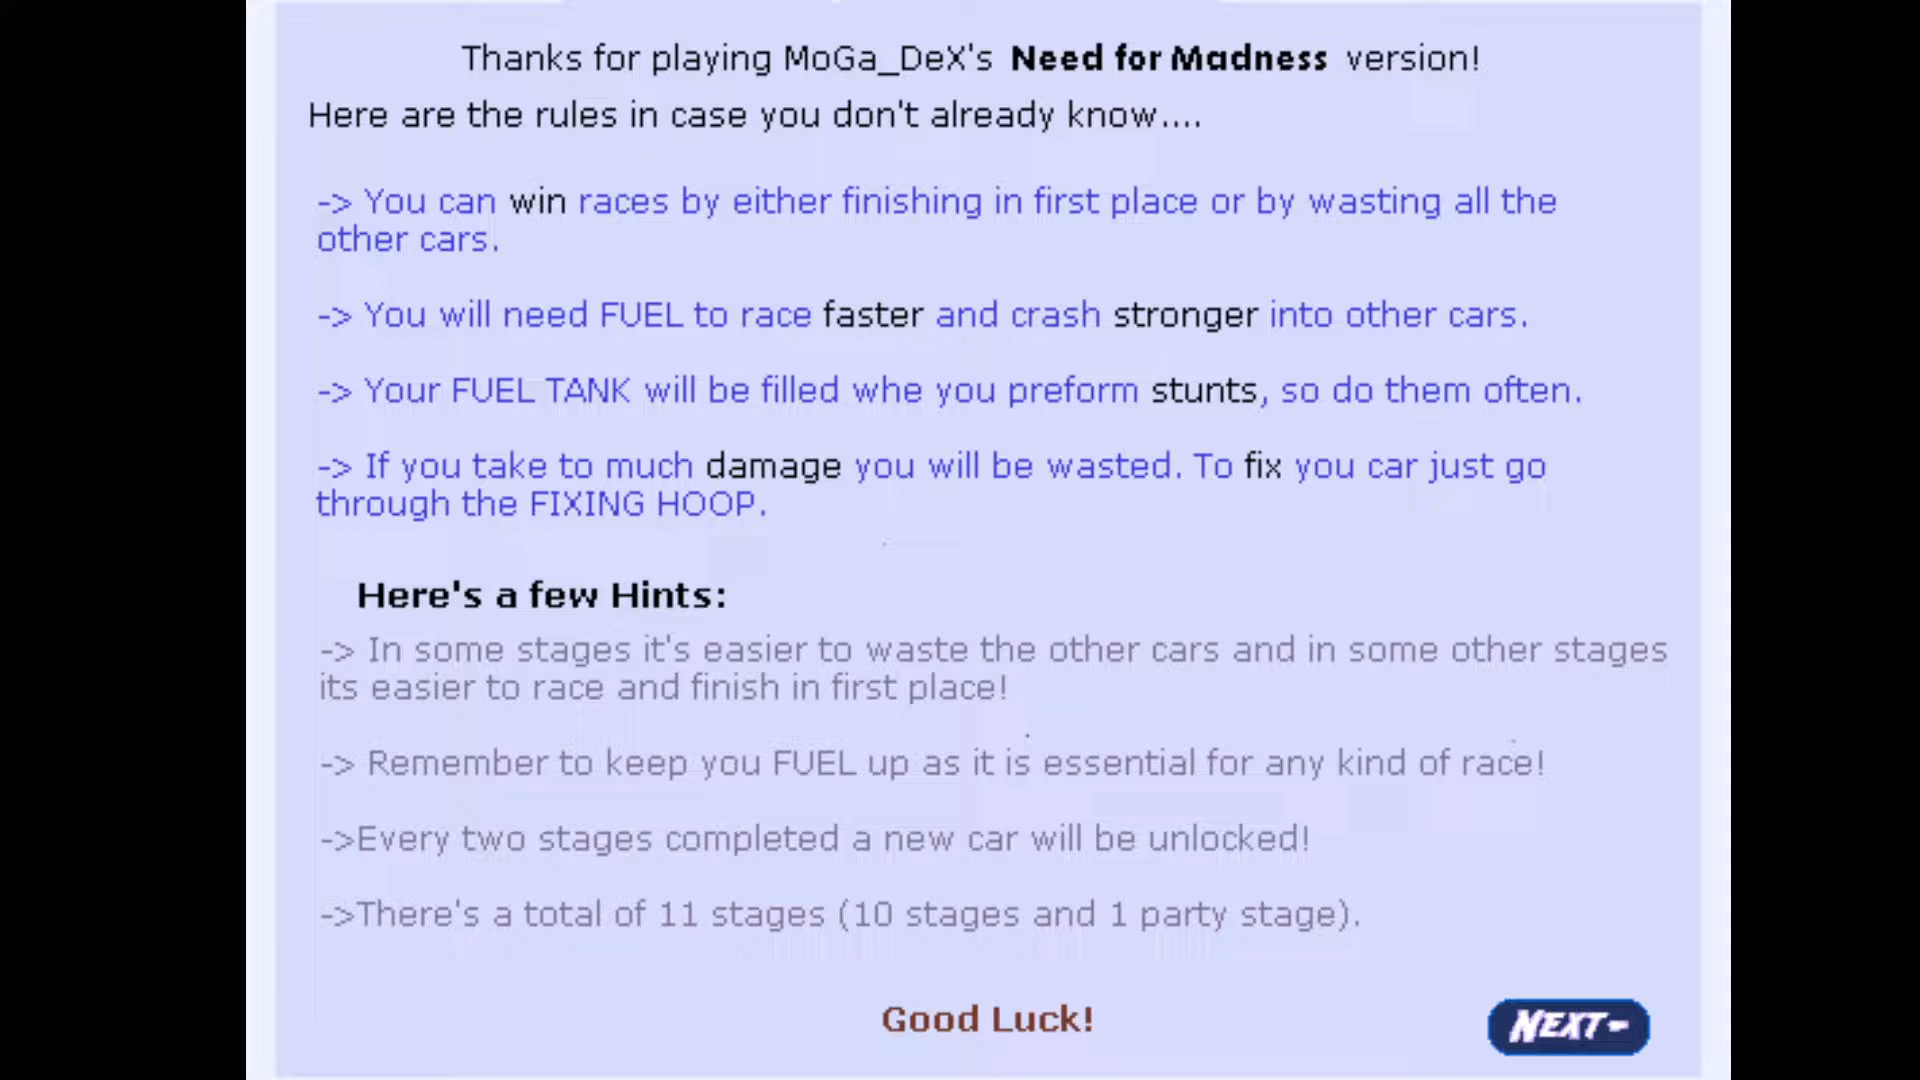 Thanks for playing MoGa_DeX's Need for Madness version!
Here are the rules in case you don't already know....
-> You can win races by either finishing in first place or by wasting all the
other cars.
-> You will need FUEL to race faster and crash stronger into other cars.
-> Your FUEL TANK will be filled whe you preform stunts, so do them often.
-> If you take to much damage you will be wasted. To fix you car just go
through the FIXING HOOP.
Here's a few Hints:
-> In some stages it's easier to waste the other cars and in some other stages
its easier to race and finish in first place!
-> Remember to keep you FUEL up as it is essential for any kind of race!
->Every two stages completed a new car will be unlocked!
->There's a total of 11 stages (10 stages and 1 party stage).
Good Luck!
NEXT